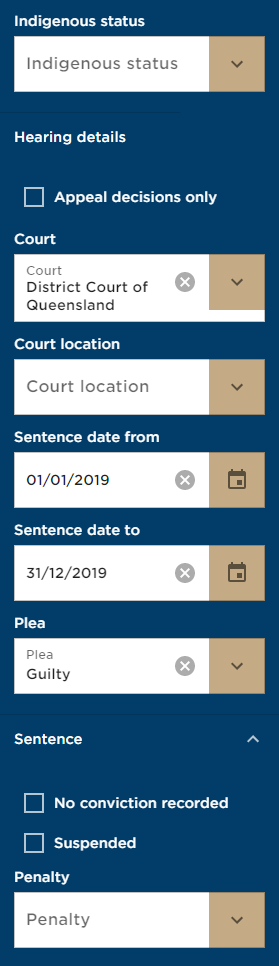 Indigenous status
Indigenous status
Hearing details
Appeal decisions only
Court
Court
District Court of
Queensland
Court location
Court location
Sentence date from
01/01/2019
Sentence date to
31/12/2019
Plea
Plea
Guilty
Sentence
No conviction recorded
Suspended
Penalty
Penalty